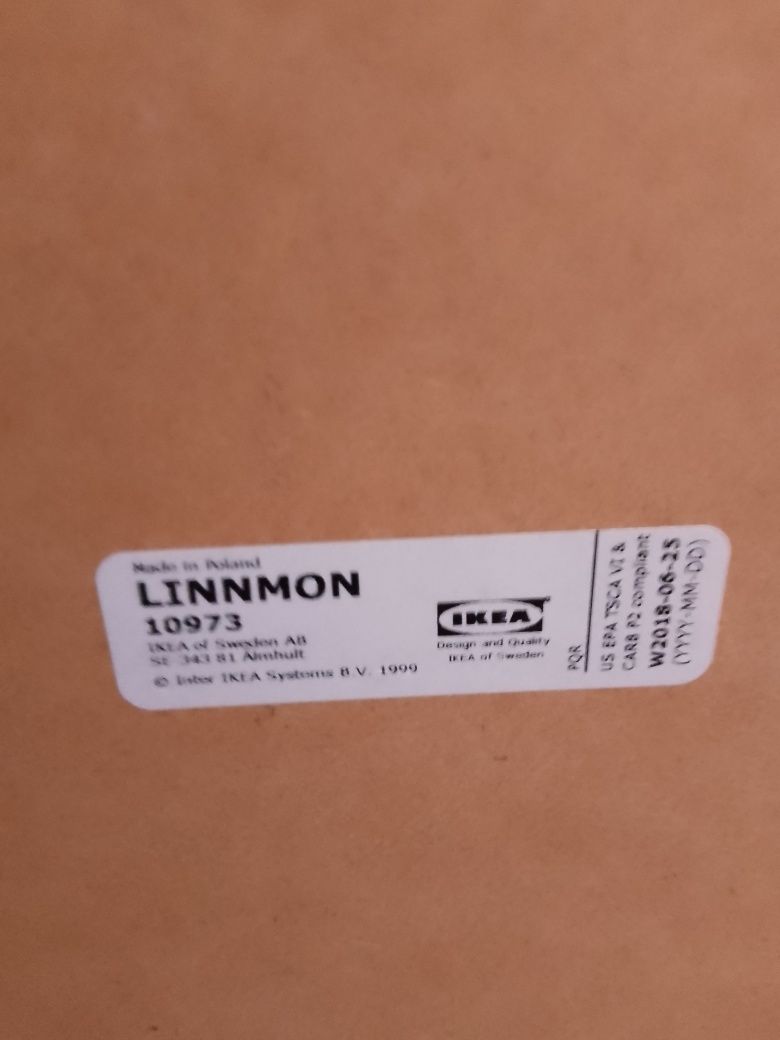 Made in Poland
LINNMON
10973
IKEA of Sweden AB
SE-343 81 Älmhult
© Inter IKEA Systems B.V. 1999
IKEA
Design and Quality
IKEA of Sweden
PQR
US EPA TSCA VI &
CARB P2 compliant
W2018-06-25
(YYYY-MM-DD)